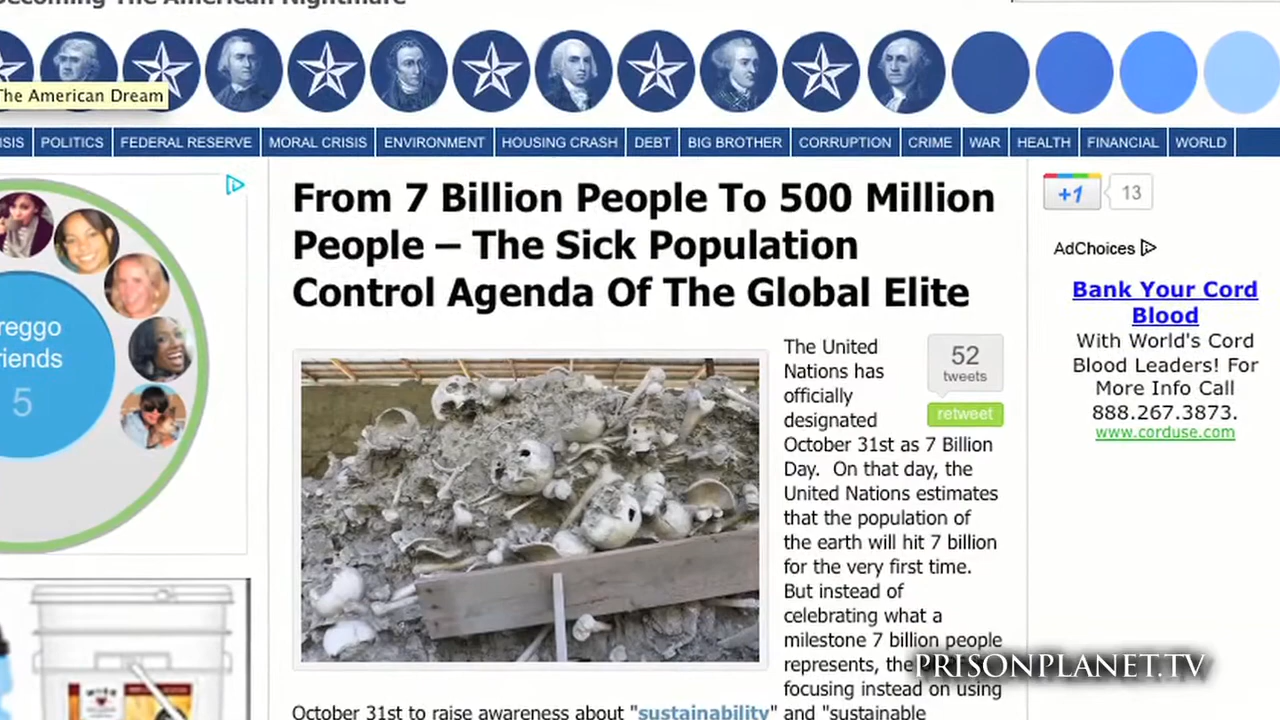 ecoming The American Nightmare
The American Dream
ISIS POLITICS FEDERAL RESERVE MORAL CRISIS ENVIRONMENT HOUSING CRASH DEBT BIG BROTHER CORRUPTION CRIME WAR HEALTH FINANCIAL WORLD
reggo
riends
5
From 7 Billion People To 500 Million
People – The Sick Population
Control Agenda Of The Global Elite
The United
Nations has
officially
designated
October 31st as 7 Billion
Day. On that day, the
United Nations estimates
that the population of
the earth will hit 7 billion
for the very first time.
But instead of
celebrating what a
milestone 7 billion people
represents, the
focusing instead on using
October 31st to raise awareness about "sustainability" and "sustainable
52
tweets
retweet
+1 13
AdChoices
Bank Your Cord
Blood
With World's Cord
Blood Leaders! For
More Info Call
888.267.3873.
www.corduse.com
PRISONPLANET.TV